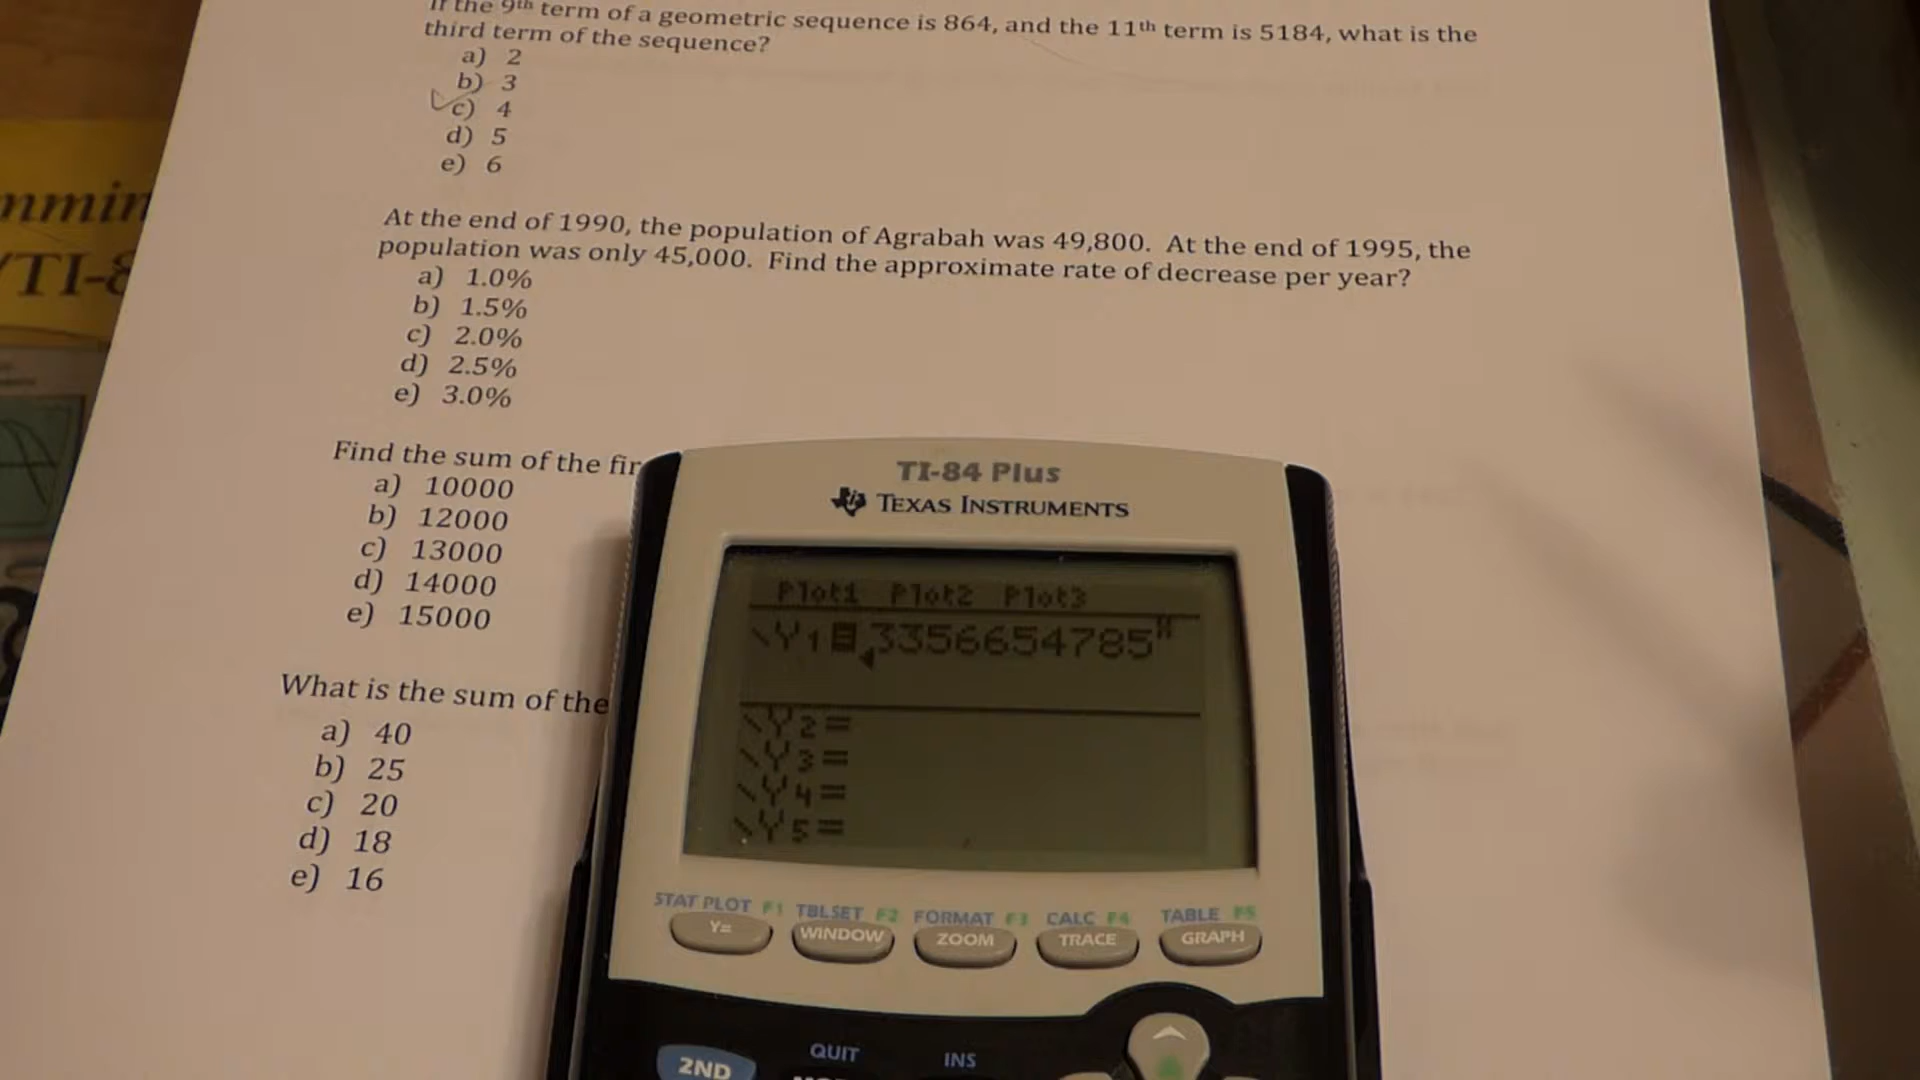 If the 9th term of a geometric sequence is 864, and the 11th term is 5184, what is the
third term of the sequence?
a) 2
b) 3
c) 4
d) 5
e) 6
At the end of 1990, the population of Agrabah was 49,800. At the end of 1995, the
population was only 45,000. Find the approximate rate of decrease per year?
a) 1.0%
b) 1.5%
c) 2.0%
d) 2.5%
e) 3.0%
Find the sum of the fir
a) 10000
b) 12000
c) 13000
d) 14000
e) 15000
What is the sum of the
a) 40
b) 25
c) 20
d) 18
e) 16
mmin
/TI-8
TI-84 Plus
TEXAS INSTRUMENTS
Plot1 Plot2 Plot3
\Y1=.3356654785
\Y2=
\Y3=
\Y4=
\Y5=
STAT PLOT F1 TBLSET F2 FORMAT F3 CALC F4 TABLE F5
Y= WINDOW ZOOM TRACE GRAPH
QUIT INS
2ND